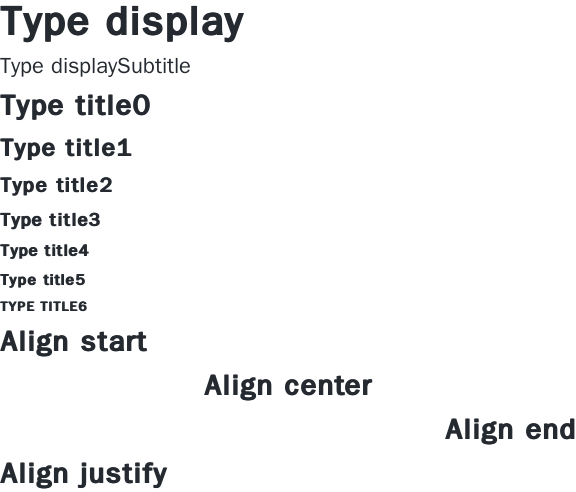 Type display
Type displaySubtitle
Type title0
Type title1
Type title2
Type title3
Type title4
Type title5
TYPE TITLE6
Align start
Align center
Align end
Align justify